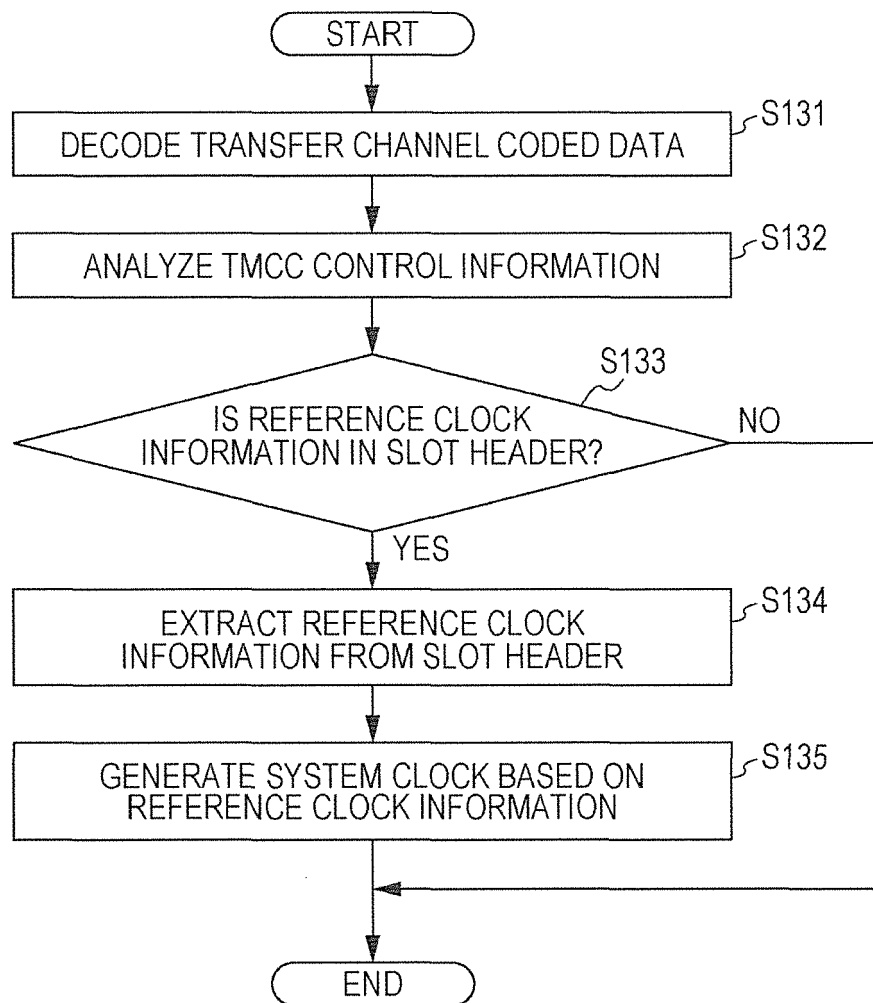 START
S131
DECODE TRANSFER CHANNEL CODED DATA
S132
ANALYZE TMCC CONTROL INFORMATION
S133
IS REFERENCE CLOCK
INFORMATION IN SLOT HEADER?
NO
YES
S134
EXTRACT REFERENCE CLOCK
INFORMATION FROM SLOT HEADER
S135
GENERATE SYSTEM CLOCK BASED ON
REFERENCE CLOCK INFORMATION
END